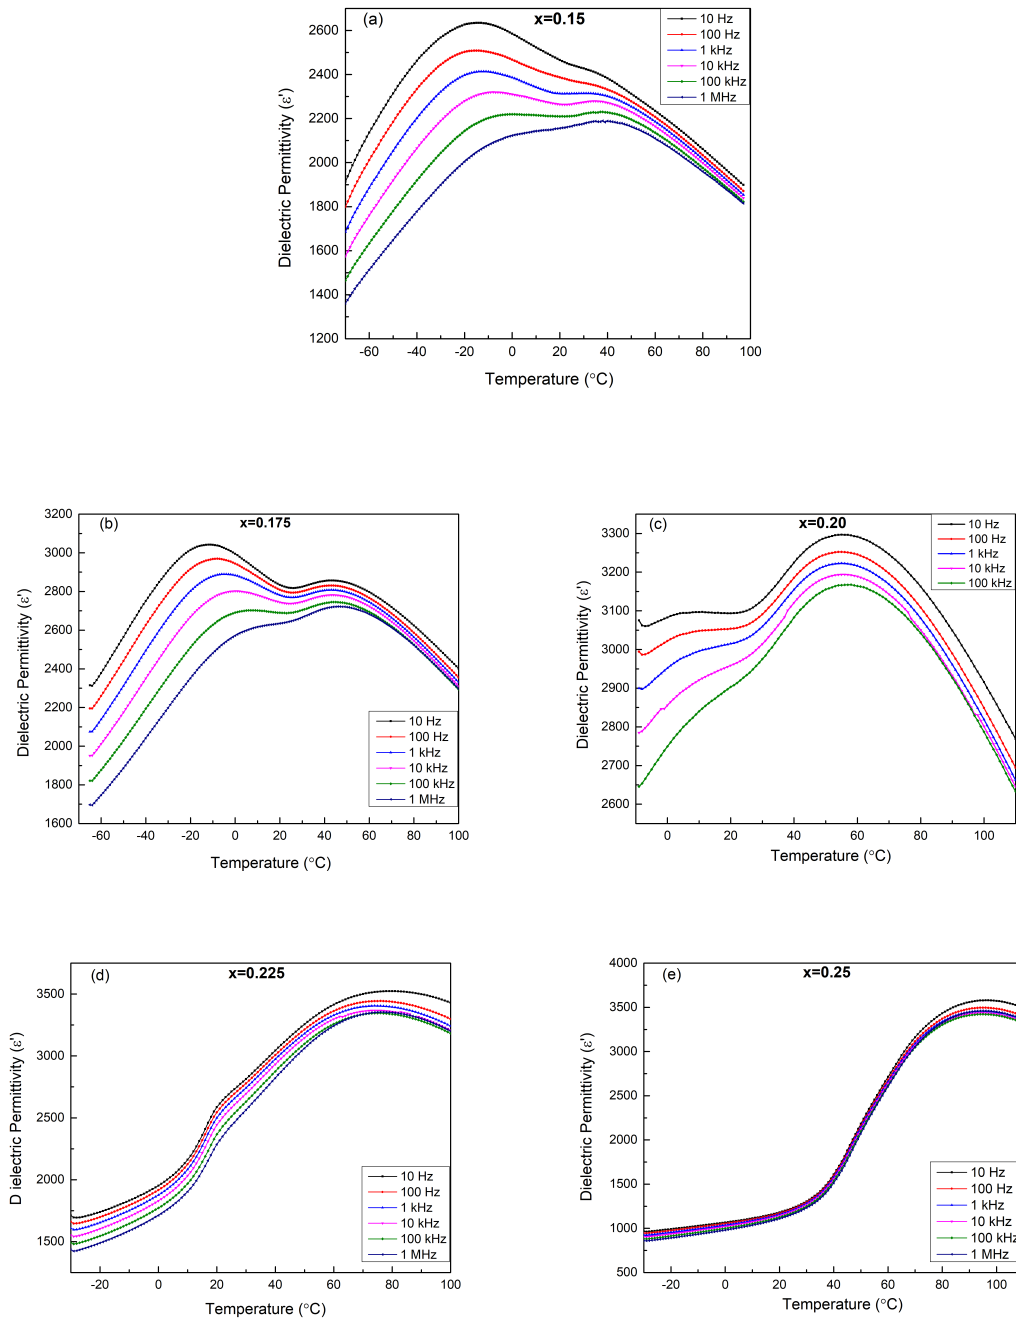 (a)
x=0.15
10 Hz
100 Hz
1 kHz
10 kHz
100 kHz
1 MHz
2600
2400
2200
2000
1800
1600
1400
1200
Dielectric Permittivity (ε')
-60 -40 -20 0 20 40 60 80 100
Temperature (°C)
(b)
x=0.175
3200
3000
2800
2600
2400
2200
2000
1800
1600
Dielectric Permittivity (ε')
10 Hz
100 Hz
1 kHz
10 kHz
100 kHz
1 MHz
-60 -40 -20 0 20 40 60 80 100
Temperature (°C)
(c)
x=0.20
10 Hz
100 Hz
1 kHz
10 kHz
100 kHz
3300
3200
3100
3000
2900
2800
2700
2600
Dielectric Permittivity (ε')
0 20 40 60 80 100
Temperature (°C)
(d)
x=0.225
3500
3000
2500
2000
1500
D ielectric Permittivity (ε')
10 Hz
100 Hz
1 kHz
10 kHz
100 kHz
1 MHz
-20 0 20 40 60 80 100
Temperature (°C)
(e)
x=0.25
4000
3500
3000
2500
2000
1500
1000
500
Dielectric Permittivity (ε')
10 Hz
100 Hz
1 kHz
10 kHz
100 kHz
1 MHz
-20 0 20 40 60 80 100
Temperature (°C)